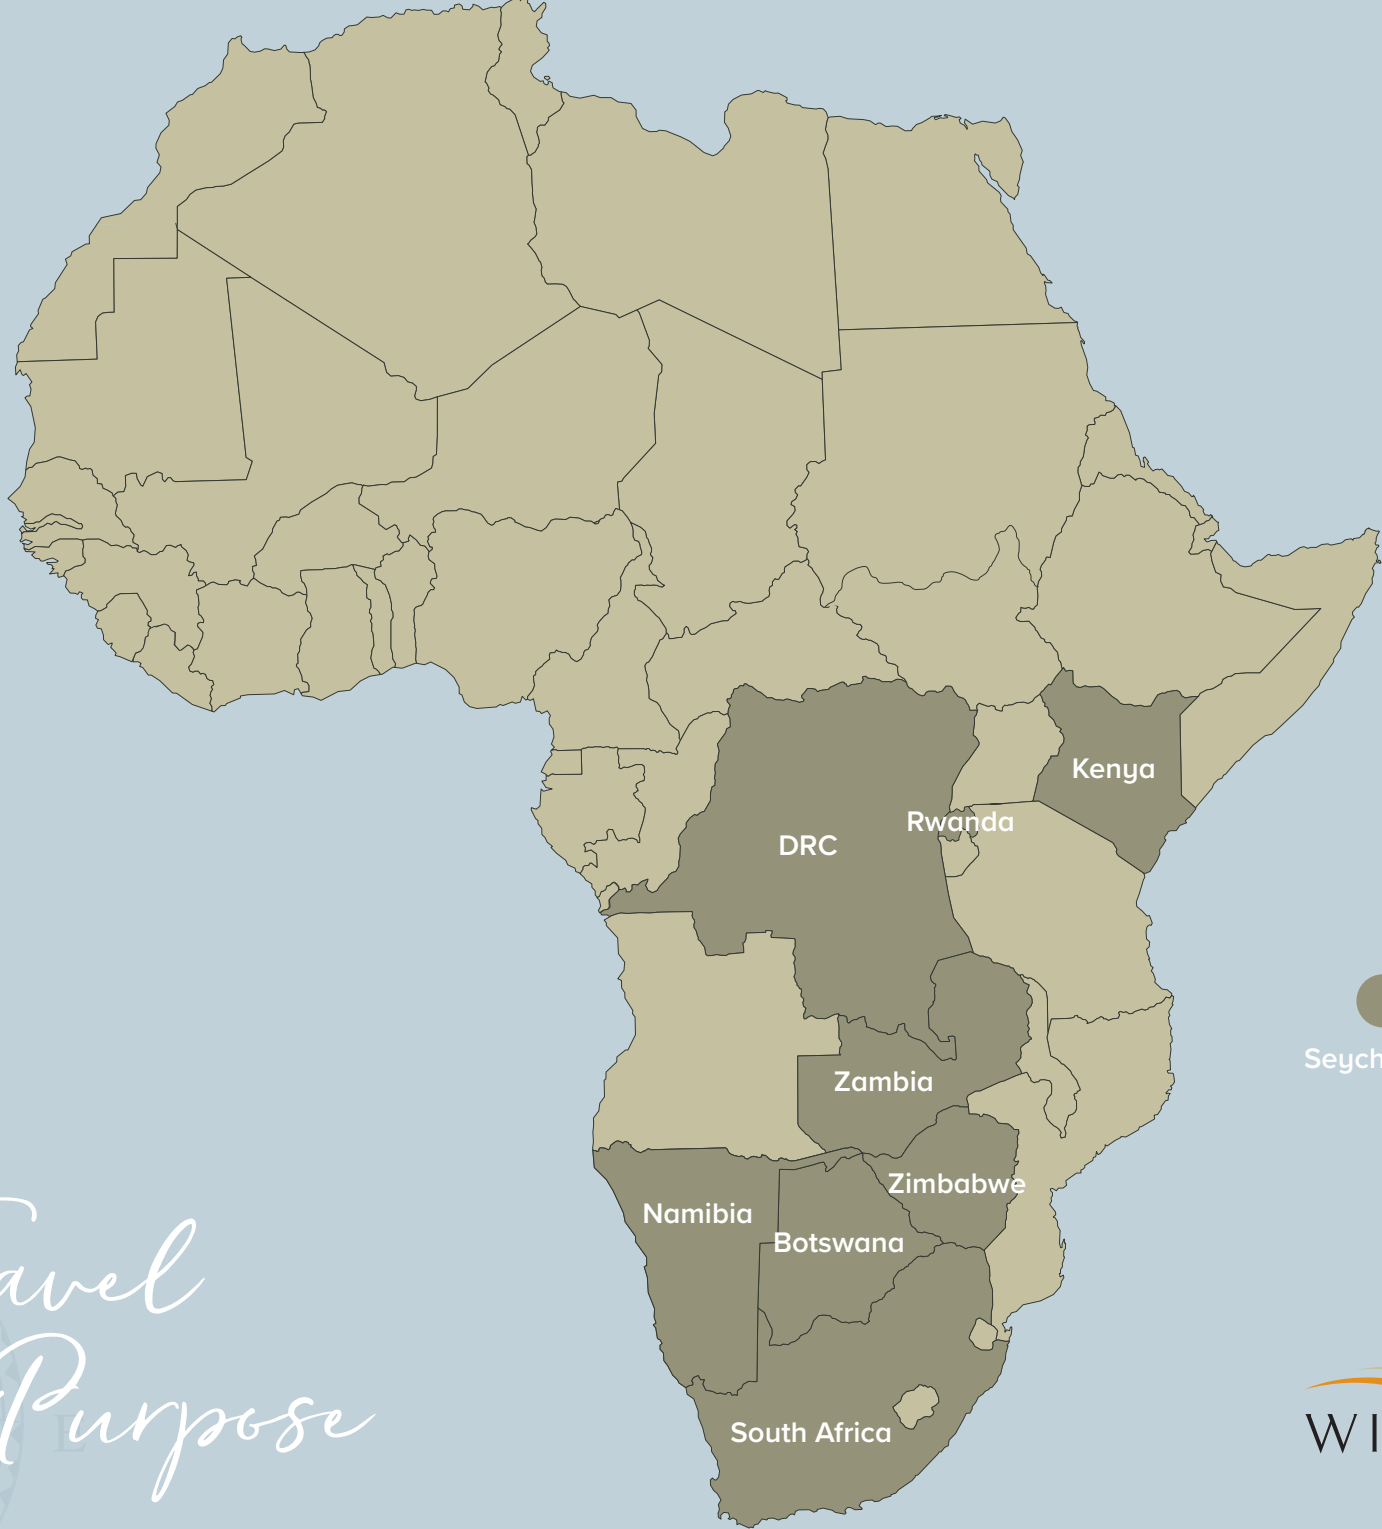 Kenya
Rwanda
DRC
Seych
Zambia
Zimbabwe
Namibia
Botswana
avel
Purpose
E
South Africa
WI